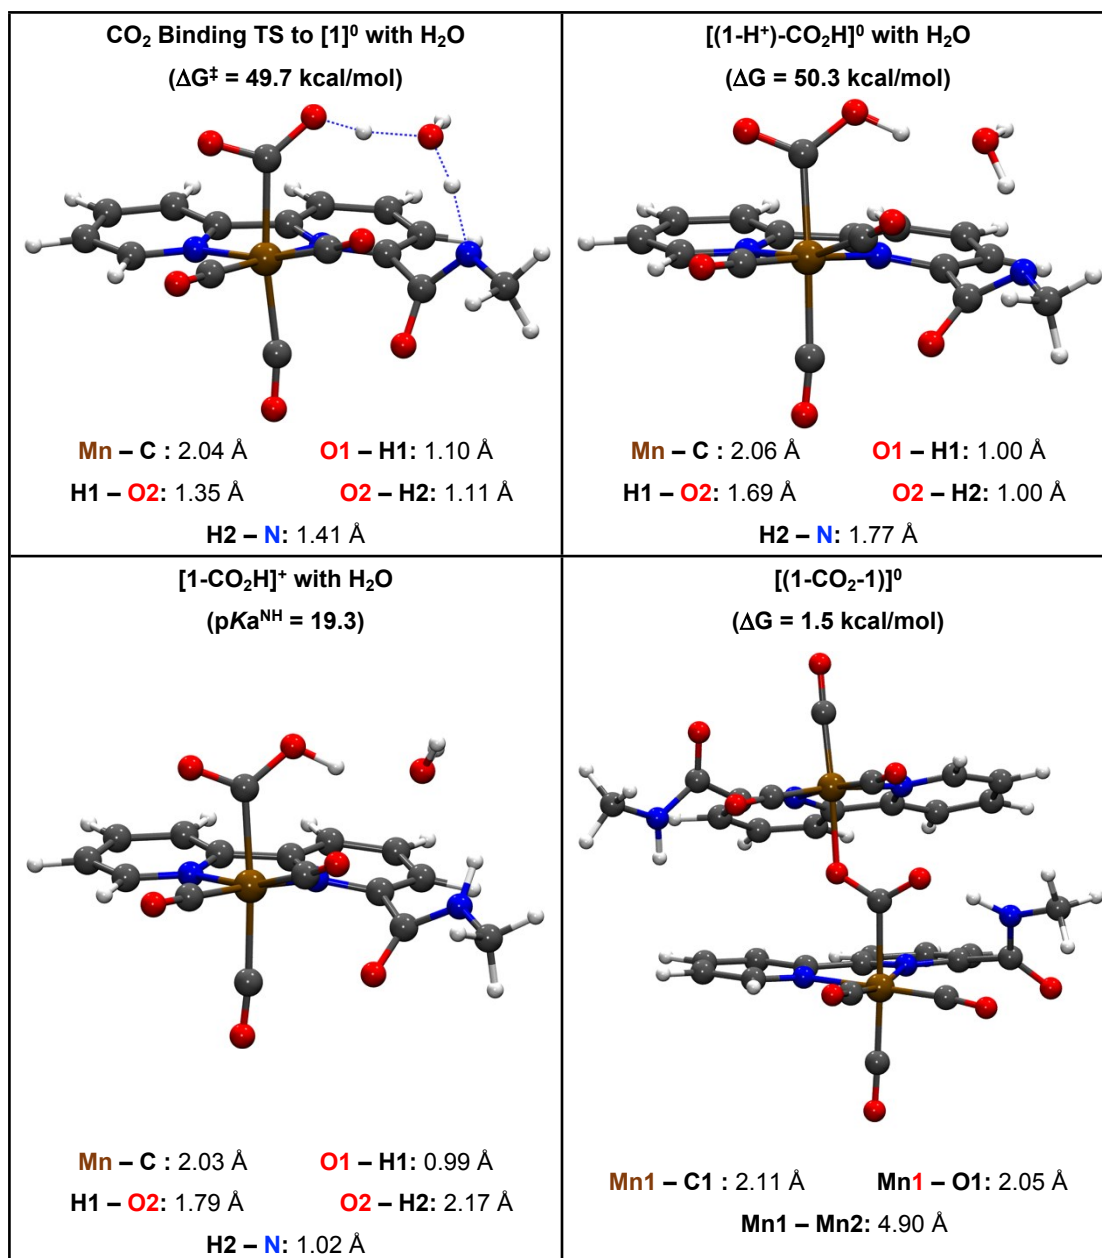 CO₂ Binding TS to [1]⁰ with H₂O
(ΔG‡ = 49.7 kcal/mol)
Mn – C : 2.04 Å O1 – H1: 1.10 Å
H1 – O2: 1.35 Å O2 – H2: 1.11 Å
H2 – N: 1.41 Å
[(1-H⁺)-CO₂H]⁰ with H₂O
(ΔG = 50.3 kcal/mol)
Mn – C : 2.06 Å O1 – H1: 1.00 Å
H1 – O2: 1.69 Å O2 – H2: 1.00 Å
H2 – N: 1.77 Å
[1-CO₂H]⁺ with H₂O
(pKaᴺᴴ = 19.3)
Mn – C : 2.03 Å O1 – H1: 0.99 Å
H1 – O2: 1.79 Å O2 – H2: 2.17 Å
H2 – N: 1.02 Å
[(1-CO₂-1)]⁰
(ΔG = 1.5 kcal/mol)
Mn1 – C1 : 2.11 Å Mn1 – O1: 2.05 Å
Mn1 – Mn2: 4.90 Å